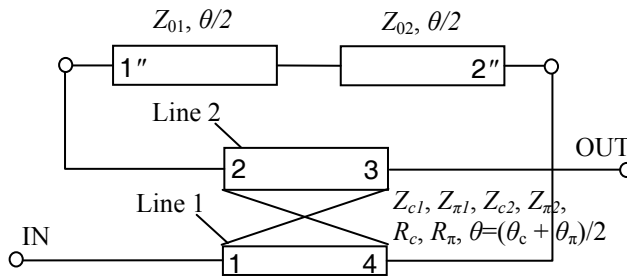 Z01, θ/2
Z02, θ/2
1″
2″
Line 2
OUT
2
3
Line 1
Zc1, Zπ1, Zc2, Zπ2,
Rc, Rπ, θ=(θc + θπ)/2
IN
1
4